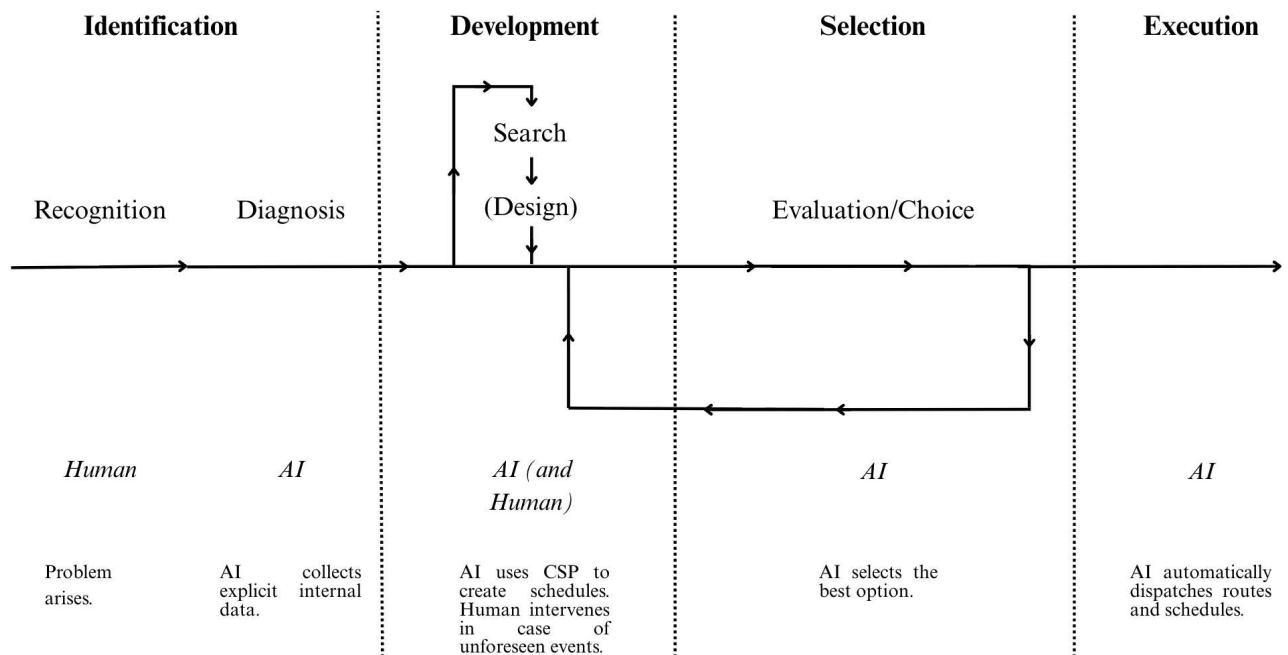 Identification
Development
Selection
Execution
Search
(Design)
Recognition
Diagnosis
Evaluation/Choice
Human
AI
AI (and
Human)
AI
AI
Problem
arises.
AI collects
explicit internal
data.
AI uses CSP to
create schedules.
Human intervenes
in case of
unforeseen events.
AI selects the
best option.
AI automatically
dispatches routes
and schedules.